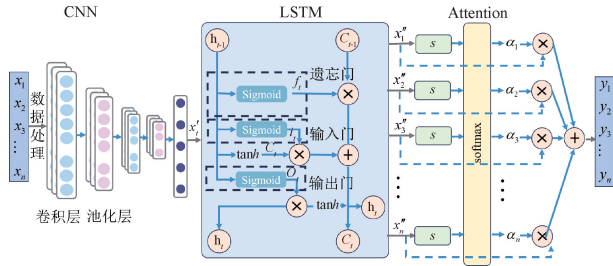 CNN
LSTM
Attention
x₁
x₂
x₃
⋮
xₙ
数据处理
卷积层
池化层
x′ₜ
hₜ₋₁
Cₜ₋₁
遗忘门
Sigmoid
fₜ
×
Sigmoid
输入门
tanh
Cₜ
×
+
Sigmoid
O
输出门
×
tanh
hₜ
hₜ
Cₜ
x″₁
s
α₁
×
x″₂
s
α₂
×
x″₃
s
α₃
×
⋮
⋮
x″ₙ
s
αₙ
×
softmax
+
y₁
y₂
y₃
⋮
yₙ